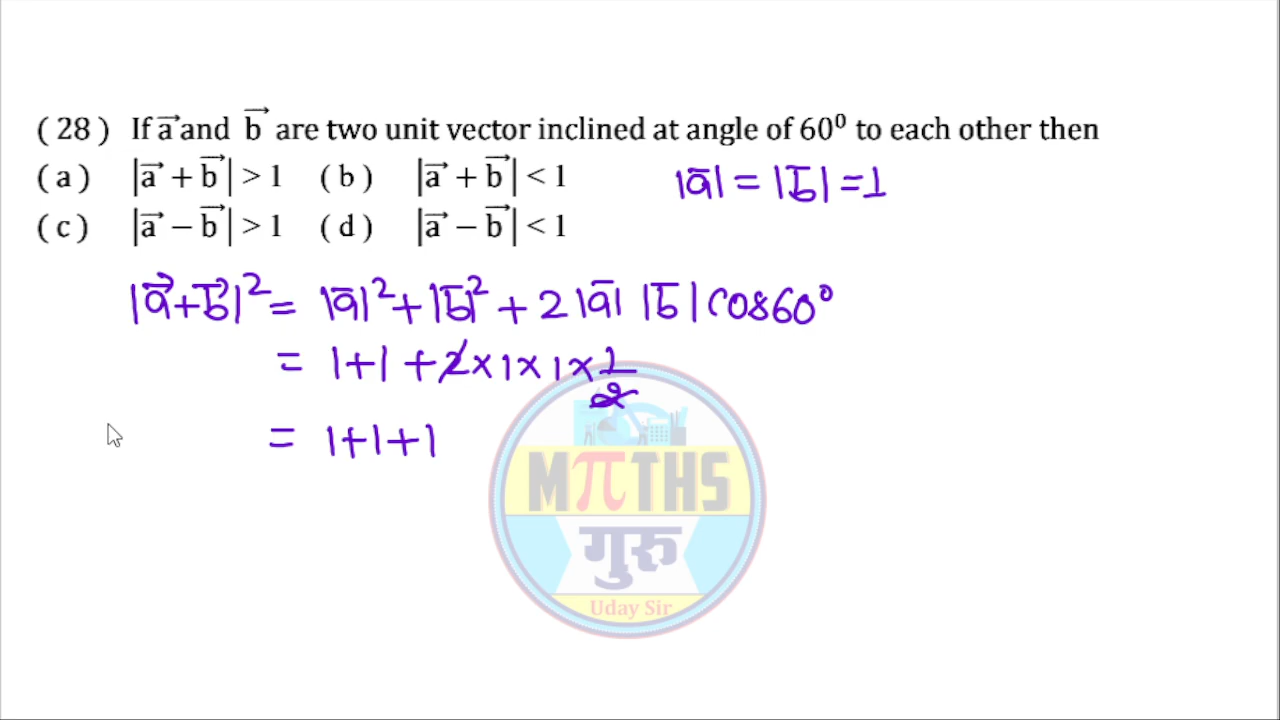 ( 28 ) If a⃗ and b⃗ are two unit vector inclined at angle of 60⁰ to each other then
( a ) |a⃗ + b⃗| > 1 ( b ) |a⃗ + b⃗| < 1
|a̅| = |b̅| = 1
( c ) |a⃗ − b⃗| > 1 ( d ) |a⃗ − b⃗| < 1
|a⃗+b⃗|² = |a̅|² + |b̅|² + 2 |a̅| |b̅| cos60⁰
= 1+1 + 2×1×1×1/2
= 1+1+1
MπTHS
गुरु
Uday Sir